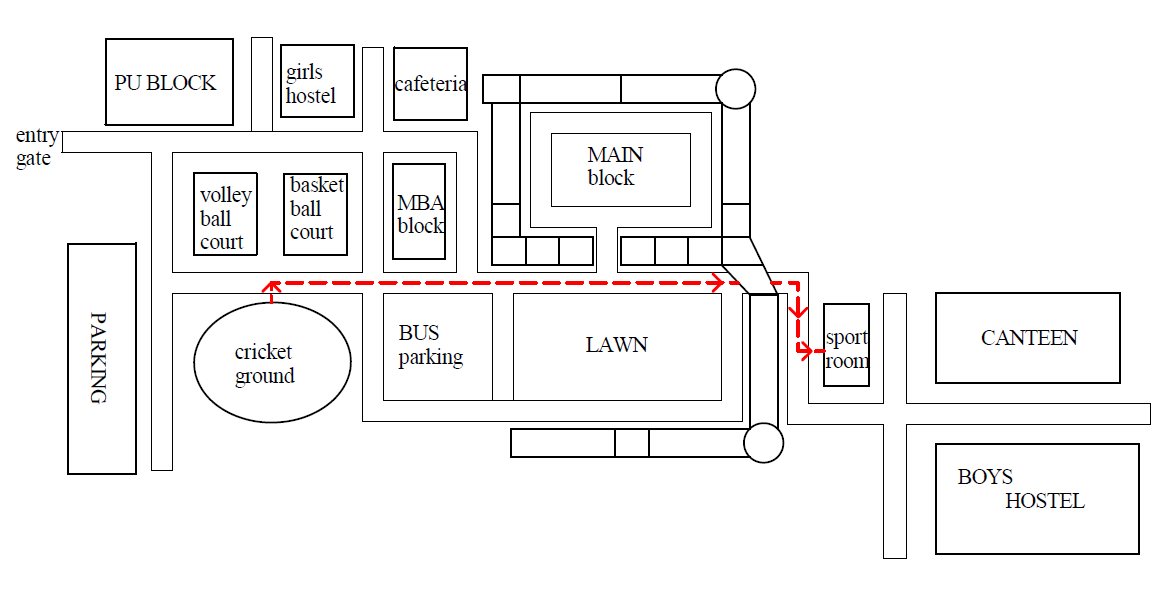 PU BLOCK
girls
hostel
cafeteria
entry
gate
MAIN
block
volley
ball
court
basket
ball
court
MBA
block
PARKING
cricket
ground
BUS
parking
LAWN
sport
room
CANTEEN
BOYS
HOSTEL